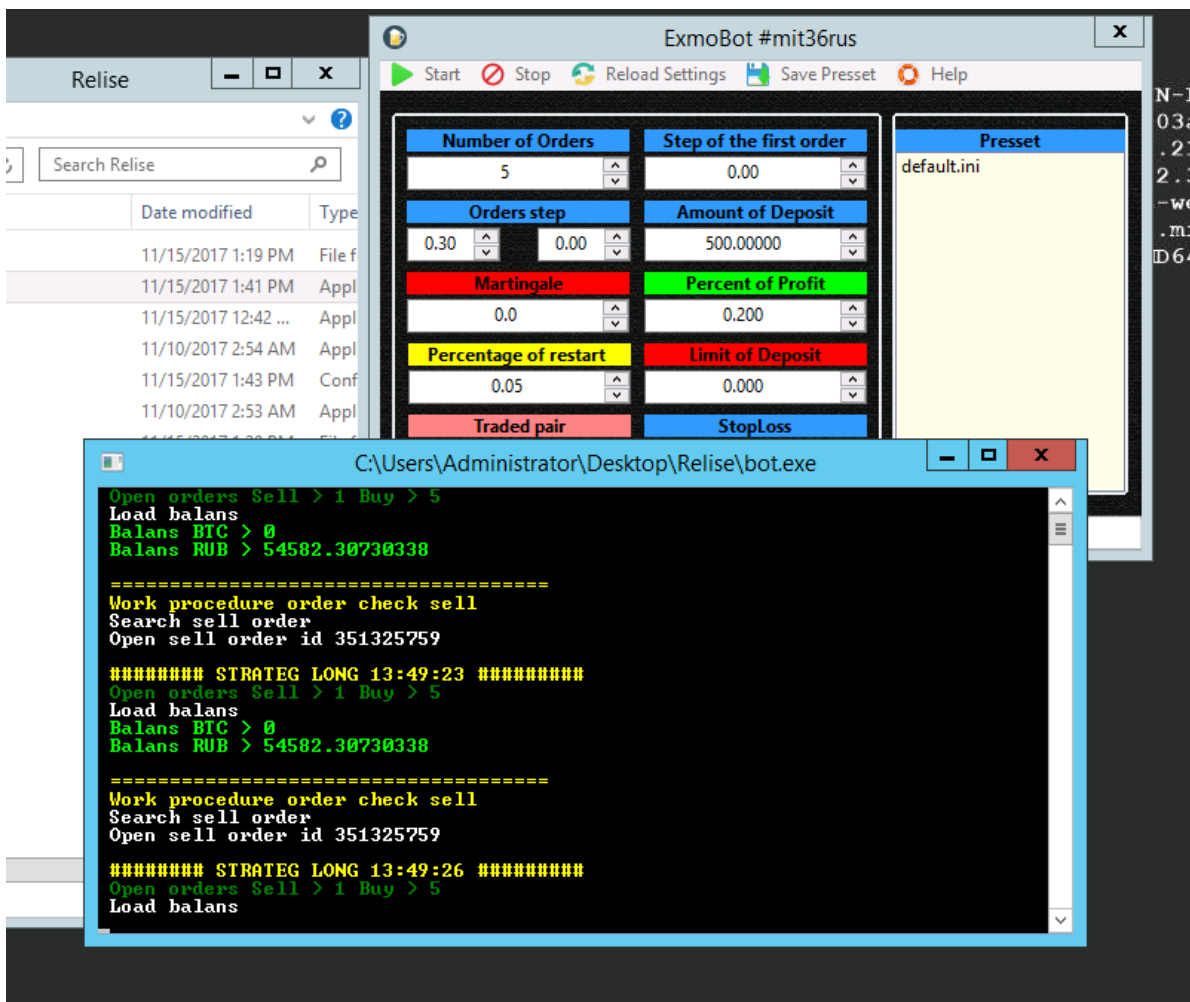 ExmoBot #mit36rus
X
Start Stop Reload Settings Save Presset Help
Relise
X
Search Relise
Date modified Type
11/15/2017 1:19 PM File f
11/15/2017 1:41 PM Appl
11/15/2017 12:42 ... Appl
11/10/2017 2:54 AM Appl
11/15/2017 1:43 PM Conf
11/10/2017 2:53 AM Appl
Number of Orders Step of the first order
5 0.00
Orders step Amount of Deposit
0.30 0.00 500.00000
Martingale Percent of Profit
0.0 0.200
Percentage of restart Limit of Deposit
0.05 0.000
Traded pair StopLoss
Presset
default.ini
C:\Users\Administrator\Desktop\Relise\bot.exe
X
Open orders Sell > 1 Buy > 5
Load balans
Balans BTC > 0
Balans RUB > 54582.30730338
=====================================
Work procedure order check sell
Search sell order
Open sell order id 351325759
######## STRATEG LONG 13:49:23 #########
Open orders Sell > 1 Buy > 5
Load balans
Balans BTC > 0
Balans RUB > 54582.30730338
=====================================
Work procedure order check sell
Search sell order
Open sell order id 351325759
######## STRATEG LONG 13:49:26 #########
Open orders Sell > 1 Buy > 5
Load balans